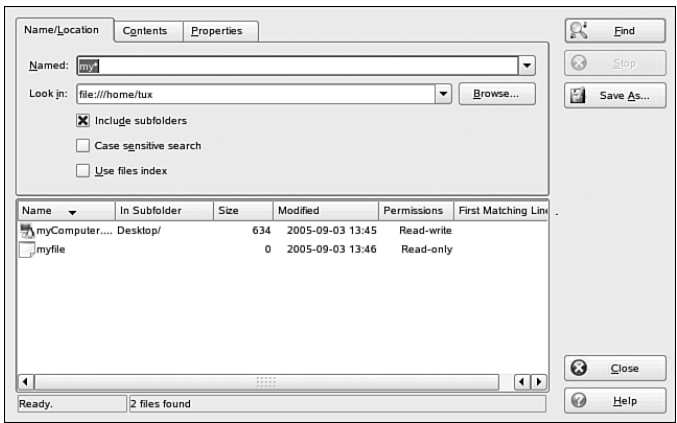 Name/Location Contents Properties
Named: my*
Look in: file:///home/tux Browse...
Include subfolders
Case sensitive search
Use files index
Find
Stop
Save As...
Name In Subfolder Size Modified Permissions First Matching Line
myComputer.... Desktop/ 634 2005-09-03 13:45 Read-write
myfile 0 2005-09-03 13:46 Read-only
Close
Help
Ready. 2 files found